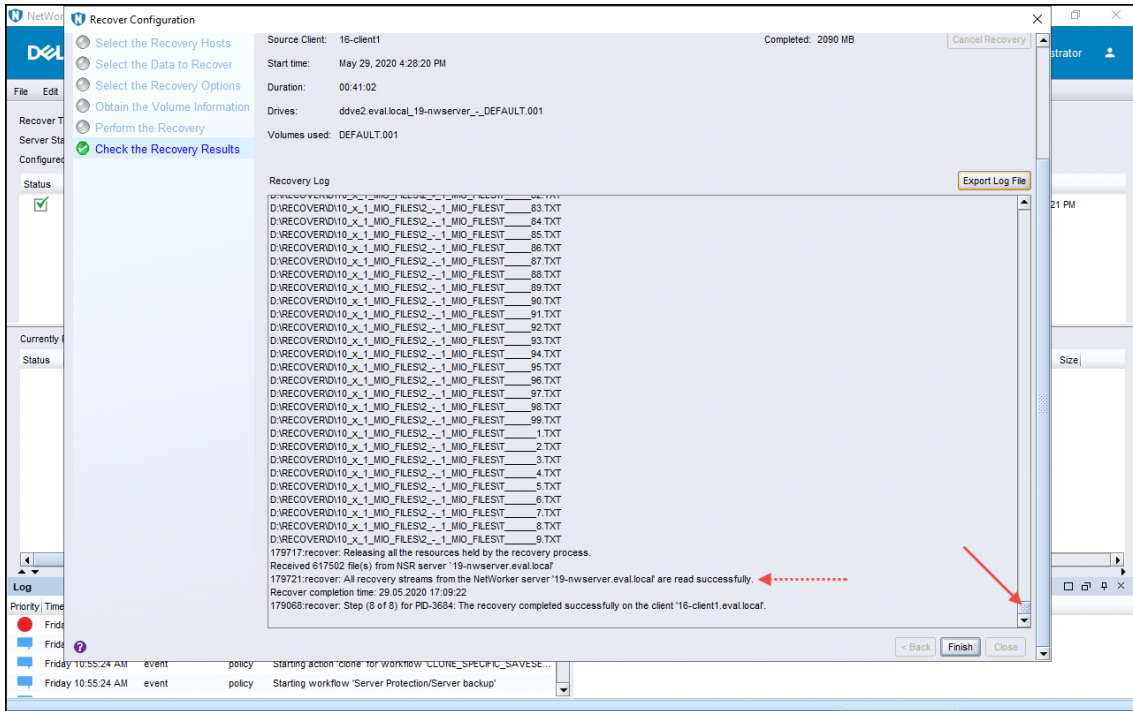 NetWor
Recover Configuration
DELL
strator
File Edit
Recover T
Server Sta
Configured
Status
21 PM
Currently R
Status
Size
Select the Recovery Hosts
Select the Data to Recover
Select the Recovery Options
Obtain the Volume Information
Perform the Recovery
Check the Recovery Results
Source Client: 16-client1 Completed: 2090 MB Cancel Recovery
Start time: May 29, 2020 4:28:20 PM
Duration: 00:41:02
Drives: ddve2.eval.local_19-nwserver_-_DEFAULT.001
Volumes used: DEFAULT.001
Recovery Log Export Log File
D:\RECOVER\D\10_x_1_MIO_FILES\2_-_1_MIO_FILES\T_____82.TXT
D:\RECOVER\D\10_x_1_MIO_FILES\2_-_1_MIO_FILES\T_____83.TXT
D:\RECOVER\D\10_x_1_MIO_FILES\2_-_1_MIO_FILES\T_____84.TXT
D:\RECOVER\D\10_x_1_MIO_FILES\2_-_1_MIO_FILES\T_____85.TXT
D:\RECOVER\D\10_x_1_MIO_FILES\2_-_1_MIO_FILES\T_____86.TXT
D:\RECOVER\D\10_x_1_MIO_FILES\2_-_1_MIO_FILES\T_____87.TXT
D:\RECOVER\D\10_x_1_MIO_FILES\2_-_1_MIO_FILES\T_____88.TXT
D:\RECOVER\D\10_x_1_MIO_FILES\2_-_1_MIO_FILES\T_____89.TXT
D:\RECOVER\D\10_x_1_MIO_FILES\2_-_1_MIO_FILES\T_____90.TXT
D:\RECOVER\D\10_x_1_MIO_FILES\2_-_1_MIO_FILES\T_____91.TXT
D:\RECOVER\D\10_x_1_MIO_FILES\2_-_1_MIO_FILES\T_____92.TXT
D:\RECOVER\D\10_x_1_MIO_FILES\2_-_1_MIO_FILES\T_____93.TXT
D:\RECOVER\D\10_x_1_MIO_FILES\2_-_1_MIO_FILES\T_____94.TXT
D:\RECOVER\D\10_x_1_MIO_FILES\2_-_1_MIO_FILES\T_____95.TXT
D:\RECOVER\D\10_x_1_MIO_FILES\2_-_1_MIO_FILES\T_____96.TXT
D:\RECOVER\D\10_x_1_MIO_FILES\2_-_1_MIO_FILES\T_____97.TXT
D:\RECOVER\D\10_x_1_MIO_FILES\2_-_1_MIO_FILES\T_____98.TXT
D:\RECOVER\D\10_x_1_MIO_FILES\2_-_1_MIO_FILES\T_____99.TXT
D:\RECOVER\D\10_x_1_MIO_FILES\2_-_1_MIO_FILES\T______1.TXT
D:\RECOVER\D\10_x_1_MIO_FILES\2_-_1_MIO_FILES\T______2.TXT
D:\RECOVER\D\10_x_1_MIO_FILES\2_-_1_MIO_FILES\T______3.TXT
D:\RECOVER\D\10_x_1_MIO_FILES\2_-_1_MIO_FILES\T______4.TXT
D:\RECOVER\D\10_x_1_MIO_FILES\2_-_1_MIO_FILES\T______5.TXT
D:\RECOVER\D\10_x_1_MIO_FILES\2_-_1_MIO_FILES\T______6.TXT
D:\RECOVER\D\10_x_1_MIO_FILES\2_-_1_MIO_FILES\T______7.TXT
D:\RECOVER\D\10_x_1_MIO_FILES\2_-_1_MIO_FILES\T______8.TXT
D:\RECOVER\D\10_x_1_MIO_FILES\2_-_1_MIO_FILES\T______9.TXT
179717:recover: Releasing all the resources held by the recovery process.
Received 617502 file(s) from NSR server `19-nwserver.eval.local'
179721:recover: All recovery streams from the NetWorker server '19-nwserver.eval.local' are read successfully.
Recover completion time: 29.05.2020 17:09:22
179068:recover: Step (8 of 8) for PID-3684: The recovery completed successfully on the client '16-client1.eval.local'.
< Back Finish Close
Log
Priority Time
Frida
Frida
Friday 10:55:24 AM event policy Starting action 'clone' for workflow 'CLONE_SPECIFIC_SAVESE...
Friday 10:55:24 AM event policy Starting workflow 'Server Protection/Server backup'